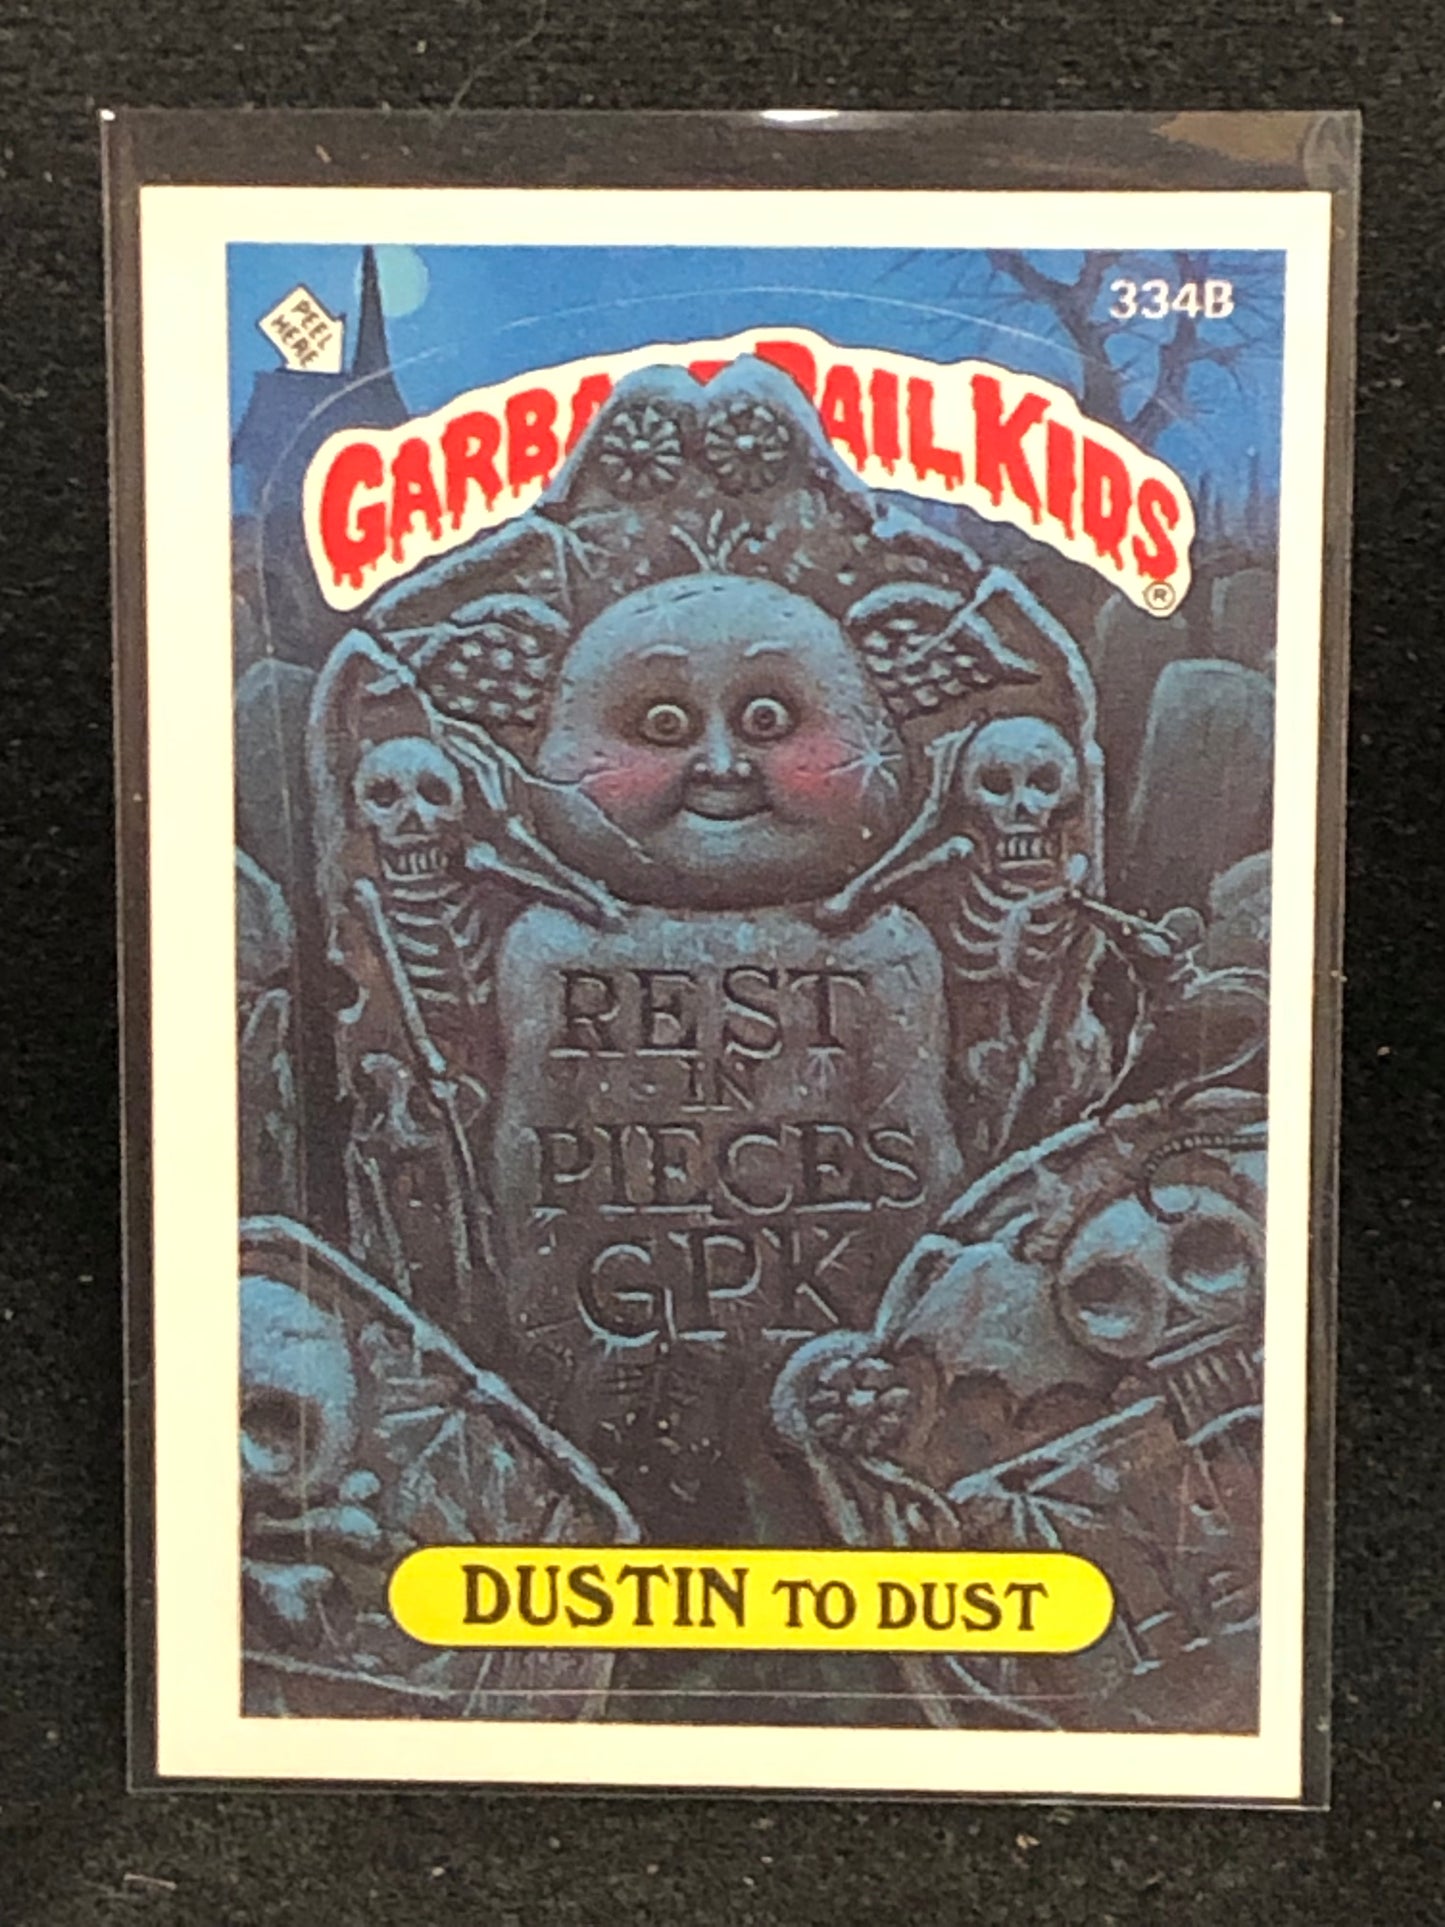 PEEL
HERE
334B
GARBAGE PAIL KIDS
®
REST
IN
PIECES
GPK
DUSTIN TO DUST